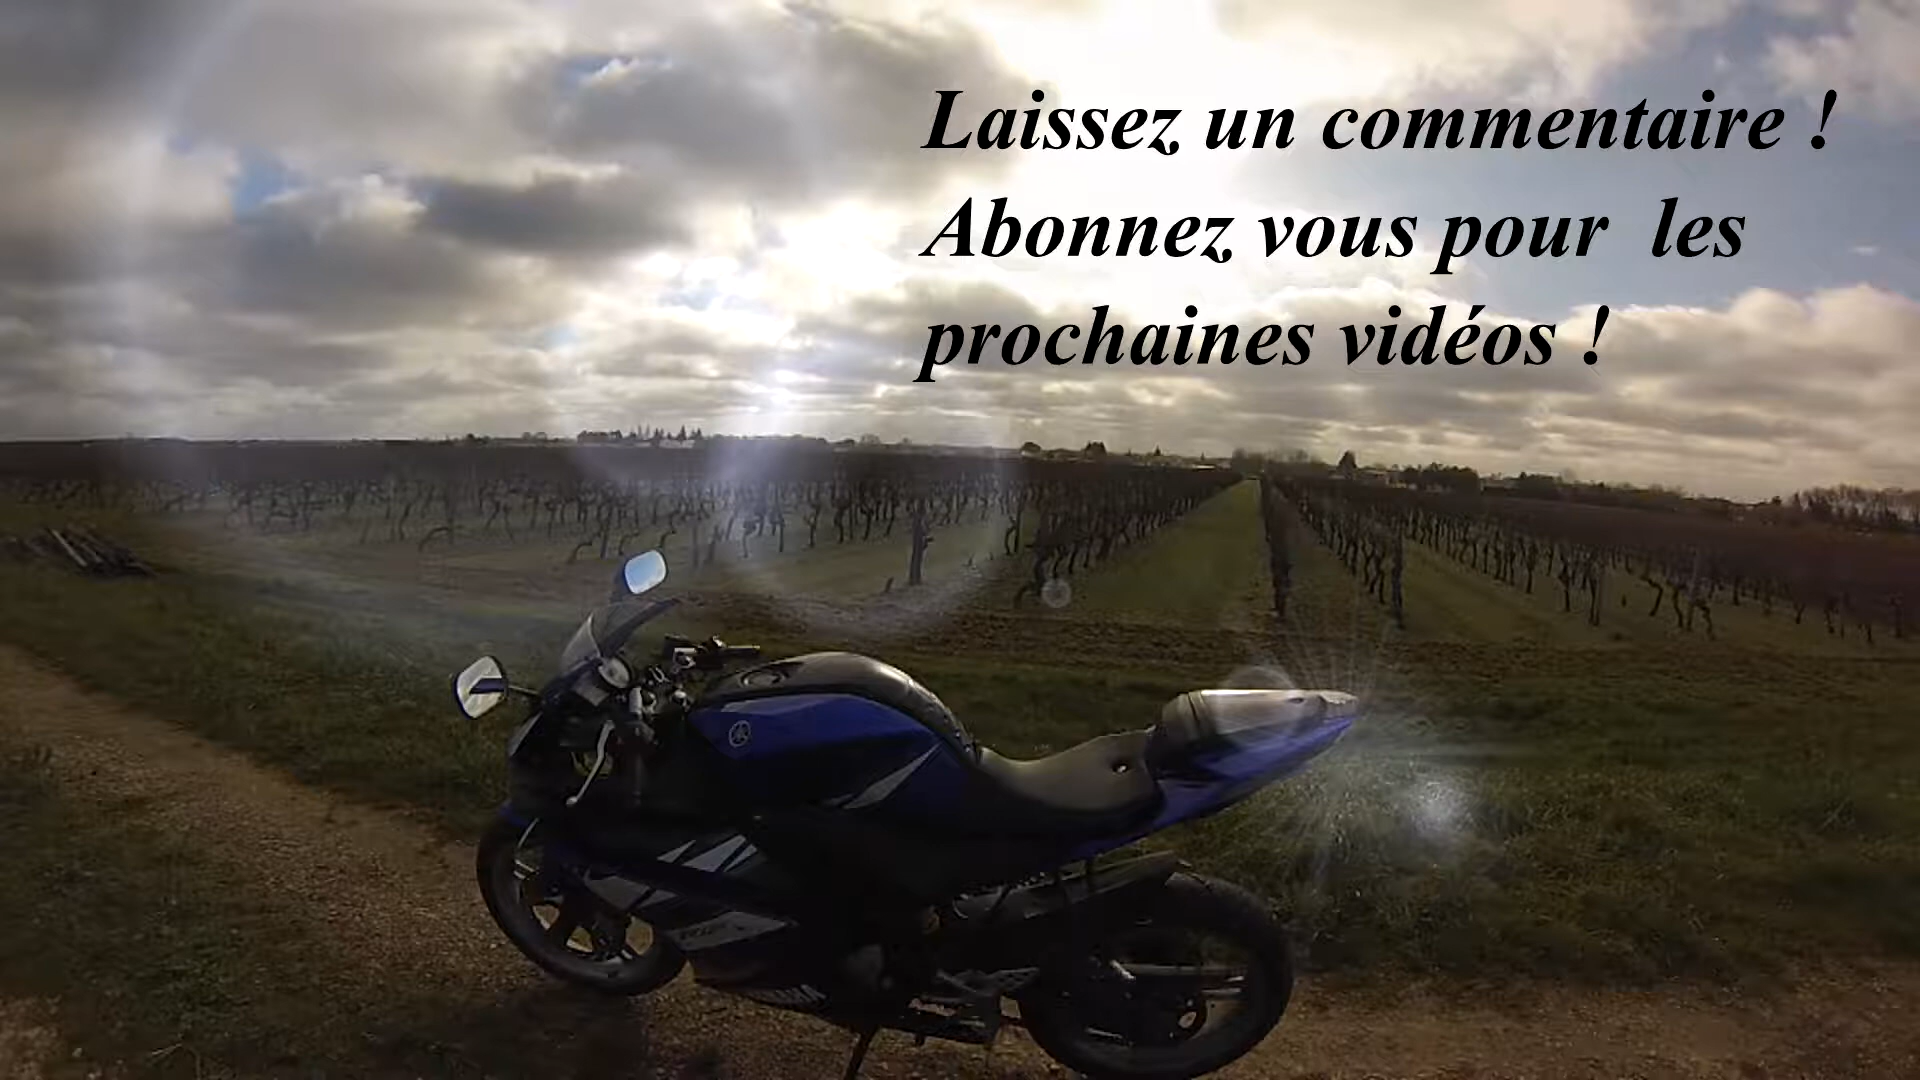 Laissez un commentaire !
Abonnez vous pour  les
prochaines vidéos !